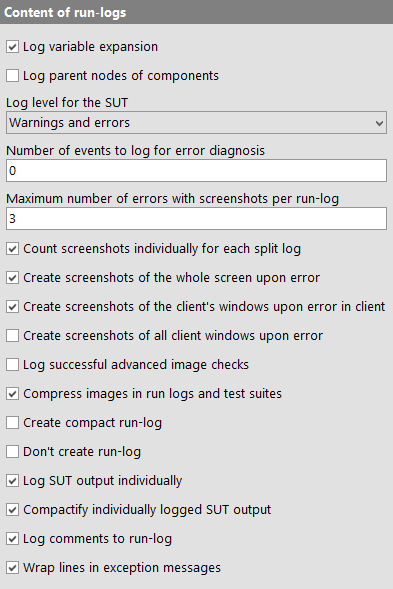 Content of run-logs
Log variable expansion
Log parent nodes of components
Log level for the SUT
Warnings and errors
Number of events to log for error diagnosis
0
Maximum number of errors with screenshots per run-log
3
Count screenshots individually for each split log
Create screenshots of the whole screen upon error
Create screenshots of the client's windows upon error in client
Create screenshots of all client windows upon error
Log successful advanced image checks
Compress images in run logs and test suites
Create compact run-log
Don't create run-log
Log SUT output individually
Compactify individually logged SUT output
Log comments to run-log
Wrap lines in exception messages